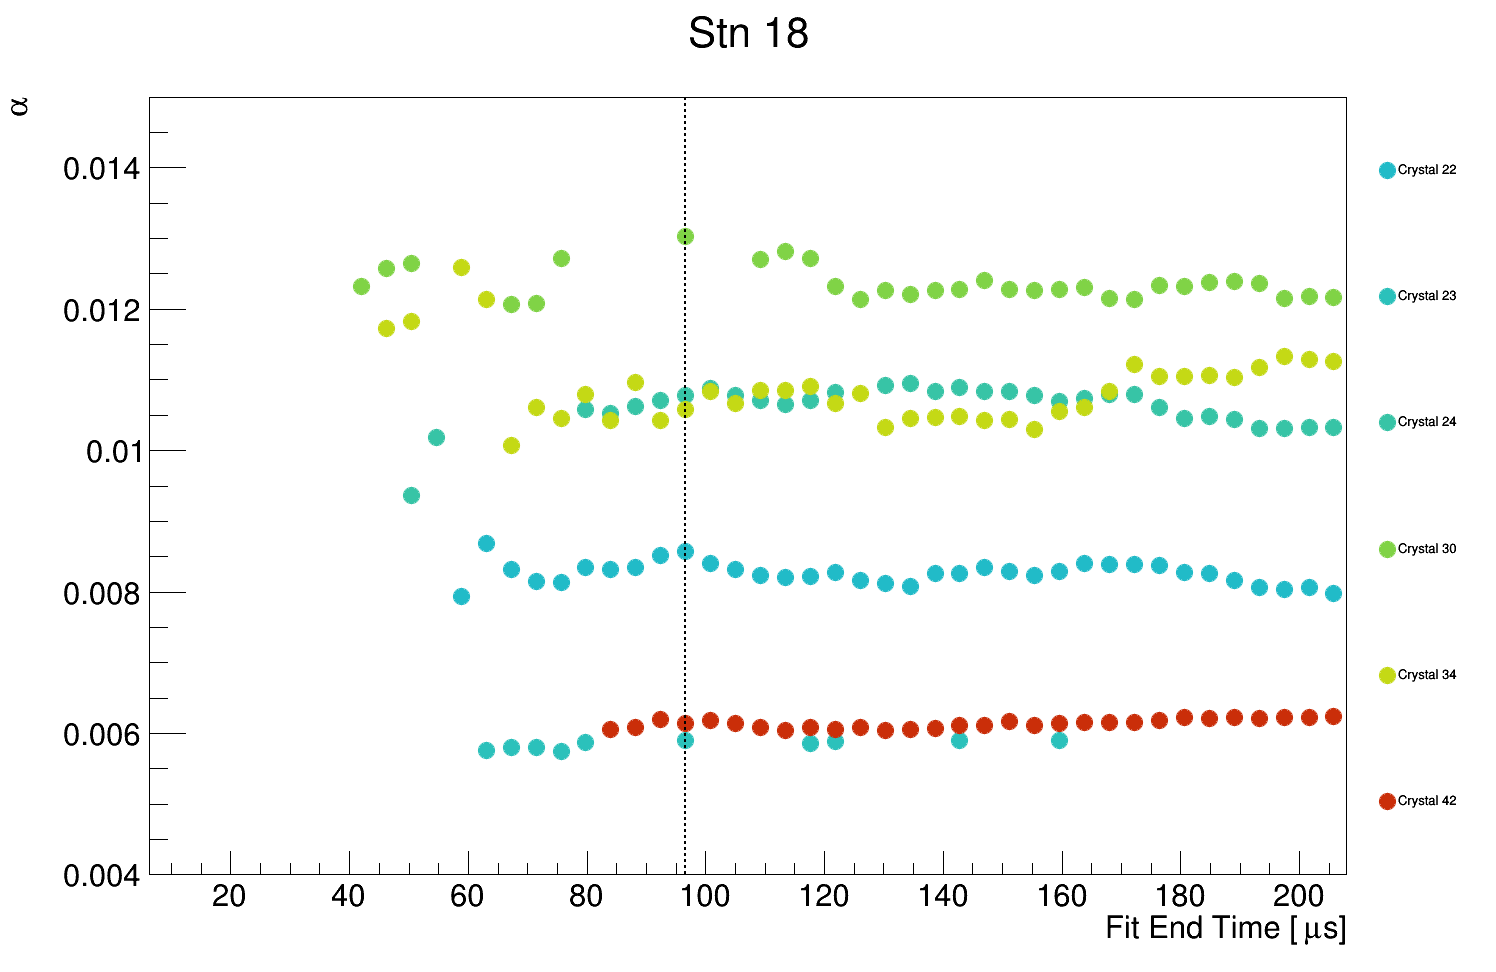 Stn 18
α
0.014
0.012
0.01
0.008
0.006
0.004
20 40 60 80 100 120 140 160 180 200
Fit End Time [ μs]
Crystal 22
Crystal 23
Crystal 24
Crystal 30
Crystal 34
Crystal 42